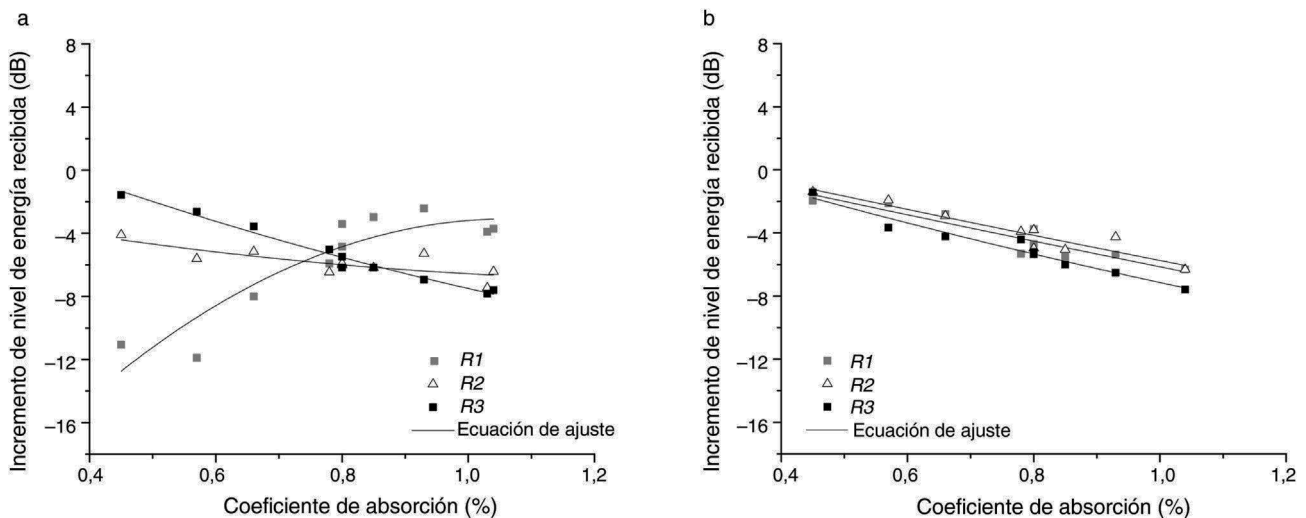 a
Incremento de nivel de energía recibida (dB)
8
4
0
−4
−8
−12
−16
R1
R2
R3
Ecuación de ajuste
0,4
0,6
0,8
1,0
1,2
Coeficiente de absorción (%)
b
Incremento de nivel de energía recibida (dB)
8
4
0
−4
−8
−12
−16
R1
R2
R3
Ecuación de ajuste
0,4
0,6
0,8
1,0
1,2
Coeficiente de absorción (%)